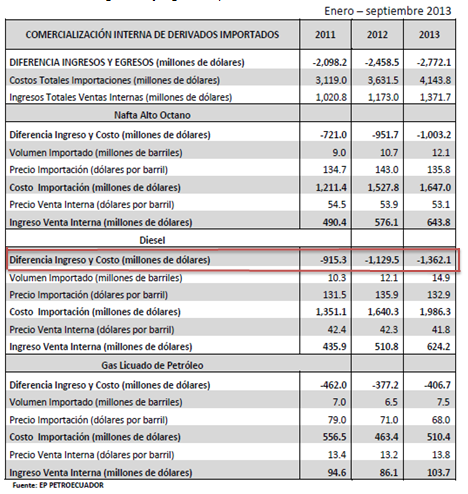 Enero – septiembre 2013
COMERCIALIZACIÓN INTERNA DE DERIVADOS IMPORTADOS 2011 2012 2013
DIFERENCIA INGRESOS Y EGRESOS (millones de dólares) -2,098.2 -2,458.5 -2,772.1
Costos Totales Importaciones (millones de dólares) 3,119.0 3,631.5 4,143.8
Ingresos Totales Ventas Internas (millones de dólares) 1,020.8 1,173.0 1,371.7
Nafta Alto Octano
Diferencia Ingreso y Costo (millones de dólares) -721.0 -951.7 -1,003.2
Volumen Importado (millones de barriles) 9.0 10.7 12.1
Precio Importación (dólares por barril) 134.7 143.0 135.8
Costo Importación (millones de dólares) 1,211.4 1,527.8 1,647.0
Precio Venta Interna (dólares por barril) 54.5 53.9 53.1
Ingreso Venta Interna (millones de dólares) 490.4 576.1 643.8
Diesel
Diferencia Ingreso y Costo (millones de dólares) -915.3 -1,129.5 -1,362.1
Volumen Importado (millones de barriles) 10.3 12.1 14.9
Precio Importación (dólares por barril) 131.5 135.9 132.9
Costo Importación (millones de dólares) 1,351.1 1,640.3 1,986.3
Precio Venta Interna (dólares por barril) 42.4 42.3 41.8
Ingreso Venta Interna (millones de dólares) 435.9 510.8 624.2
Gas Licuado de Petróleo
Diferencia Ingreso y Costo (millones de dólares) -462.0 -377.2 -406.7
Volumen Importado (millones de barriles) 7.0 6.5 7.5
Precio Importación (dólares por barril) 79.0 71.0 68.0
Costo Importación (millones de dólares) 556.5 463.4 510.4
Precio Venta Interna (dólares por barril) 13.4 13.2 13.8
Ingreso Venta Interna (millones de dólares) 94.6 86.1 103.7
Fuente: EP PETROECUADOR